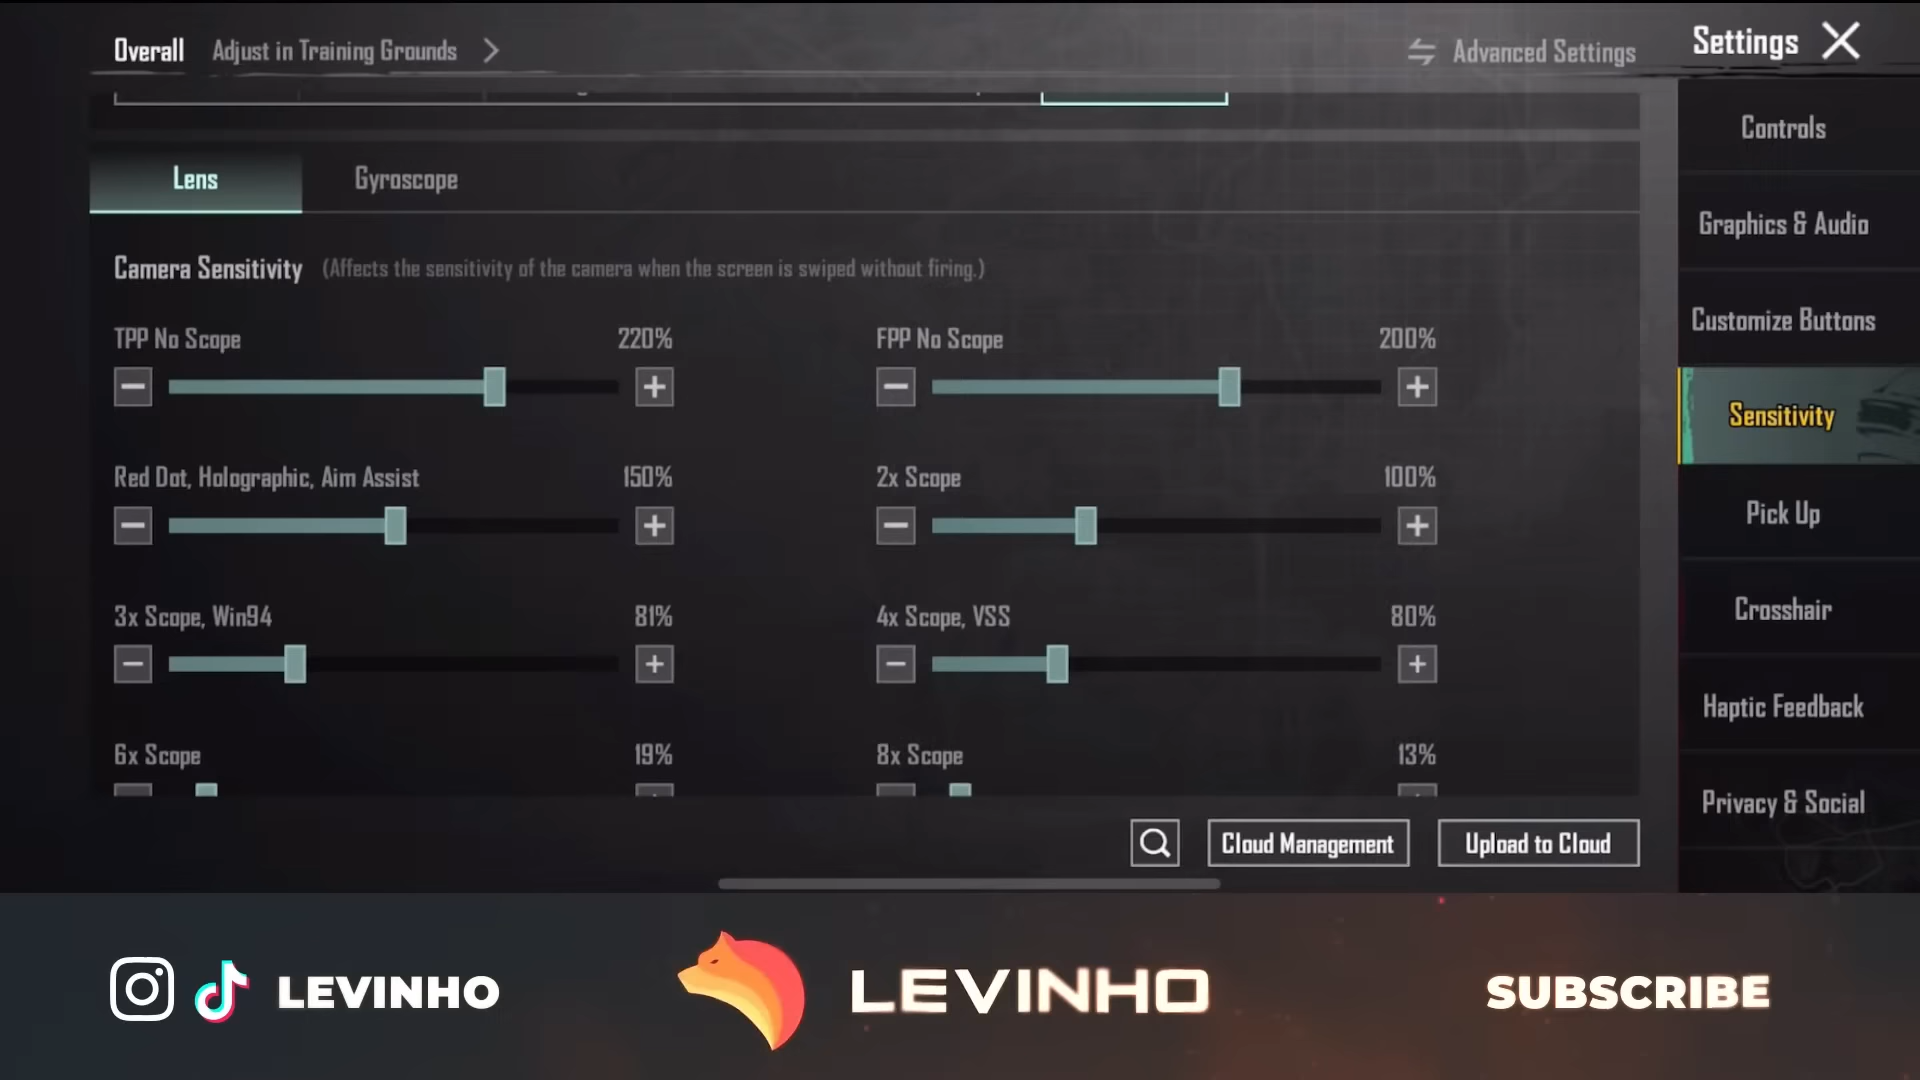 Overall Adjust in Training Grounds
Advanced Settings
Settings
Lens Gyroscope
Camera Sensitivity (Affects the sensitivity of the camera when the screen is swiped without firing.)
TPP No Scope 220%
FPP No Scope 200%
Red Dot, Holographic, Aim Assist 150%
2x Scope 100%
3x Scope, Win94 81%
4x Scope, VSS 80%
6x Scope 19%
8x Scope 13%
Cloud Management
Upload to Cloud
Controls
Graphics & Audio
Customize Buttons
Sensitivity
Pick Up
Crosshair
Haptic Feedback
Privacy & Social
LEVINHO
LEVINHO
SUBSCRIBE